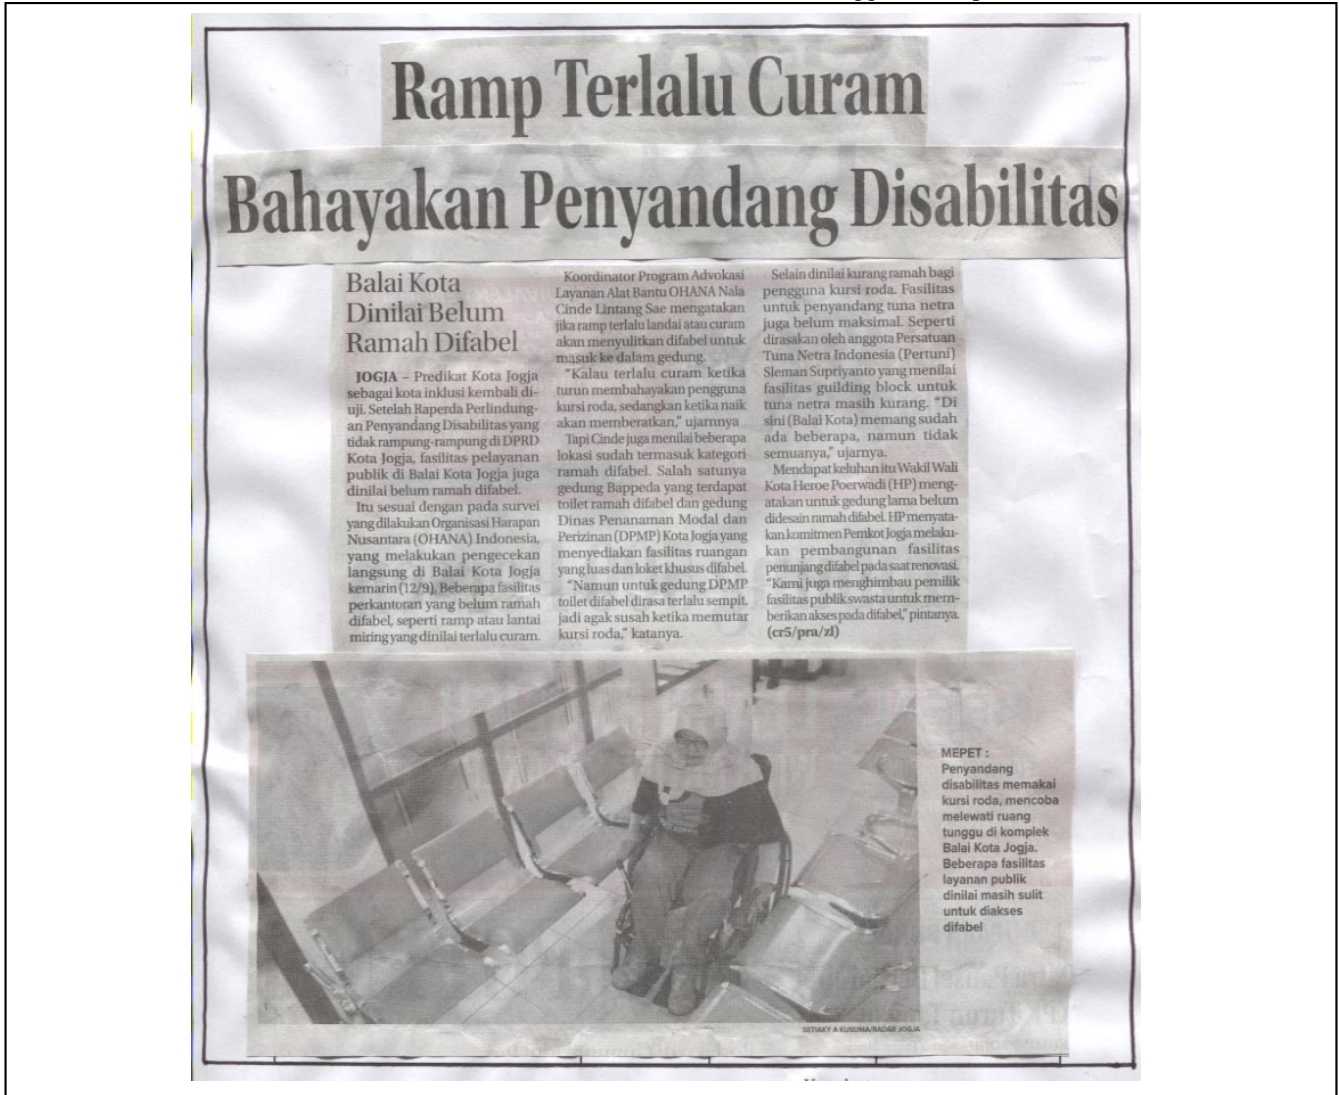 Ramp Terlalu Curam
Bahayakan Penyandang Disabilitas
Balai Kota
Dinilai Belum
Ramah Difabel
JOGJA – Predikat Kota Jogja
sebagai kota inklusi kembali di-
uji. Setelah Raperda Perlindung-
an Penyandang Disabilitas yang
tidak rampung-rampung di DPRD
Kota Jogja, fasilitas pelayanan
publik di Balai Kota Jogja juga
dinilai belum ramah difabel.
Itu sesuai dengan pada survei
yang dilakukan Organisasi Harapan
Nusantara (OHANA) Indonesia,
yang melakukan pengecekan
langsung di Balai Kota Jogja
kemarin (12/9). Beberapa fasilitas
perkantoran yang belum ramah
difabel, seperti ramp atau lantai
miring yang dinilai terlalu curam.
Koordinator Program Advokasi
Layanan Alat Bantu OHANA Nala
Cinde Lintang Sae mengatakan
jika ramp terlalu landai atau curam
akan menyulitkan difabel untuk
masuk ke dalam gedung.
"Kalau terlalu curam ketika
turun membahayakan pengguna
kursi roda, sedangkan ketika naik
akan memberatkan," ujarnnya
Tapi Cinde juga menilai beberapa
lokasi sudah termasuk kategori
ramah difabel. Salah satunya
gedung Bappeda yang terdapat
toilet ramah difabel dan gedung
Dinas Penanaman Modal dan
Perizinan (DPMP) Kota Jogja yang
menyediakan fasilitas ruangan
yang luas dan loket khusus difabel.
"Namun untuk gedung DPMP
toilet difabel dirasa terlalu sempit,
jadi agak susah ketika memutar
kursi roda," katanya.
Selain dinilai kurang ramah bagi
pengguna kursi roda. Fasilitas
untuk penyandang tuna netra
juga belum maksimal. Seperti
dirasakan oleh anggota Persatuan
Tuna Netra Indonesia (Pertuni)
Sleman Supriyanto yang menilai
fasilitas guilding block untuk
tuna netra masih kurang. "Di
sini (Balai Kota) memang sudah
ada beberapa, namun tidak
semuanya," ujarnya.
Mendapat keluhan itu Wakil Wali
Kota Heroe Poerwadi (HP) meng-
atakan untuk gedung lama belum
didesain ramah difabel. HP menyata-
kan komitmen Pemkot Jogja melaku-
kan pembangunan fasilitas
penunjang difabel pada saat renovasi.
"Kami juga menghimbau pemilik
fasilitas publik swasta untuk mem-
berikan akses pada difabel," pintanya.
(cr5/pra/zl)
MEPET :
Penyandang
disabilitas memakai
kursi roda, mencoba
melewati ruang
tunggu di komplek
Balai Kota Jogja.
Beberapa fasilitas
layanan publik
dinilai masih sulit
untuk diakses
difabel
SETIAKY A KUSUMA/RADAR JOGJA